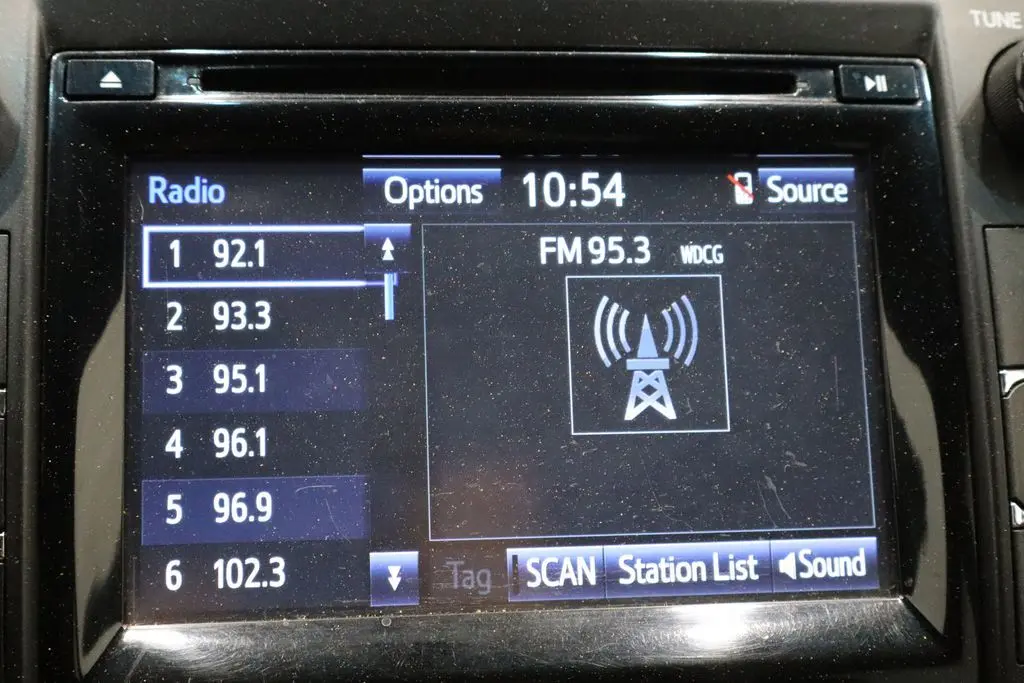 TUNE
Radio
Options
10:54
Source
1 92.1
2 93.3
3 95.1
4 96.1
5 96.9
6 102.3
FM 95.3 WDCG
Tag
SCAN
Station List
Sound